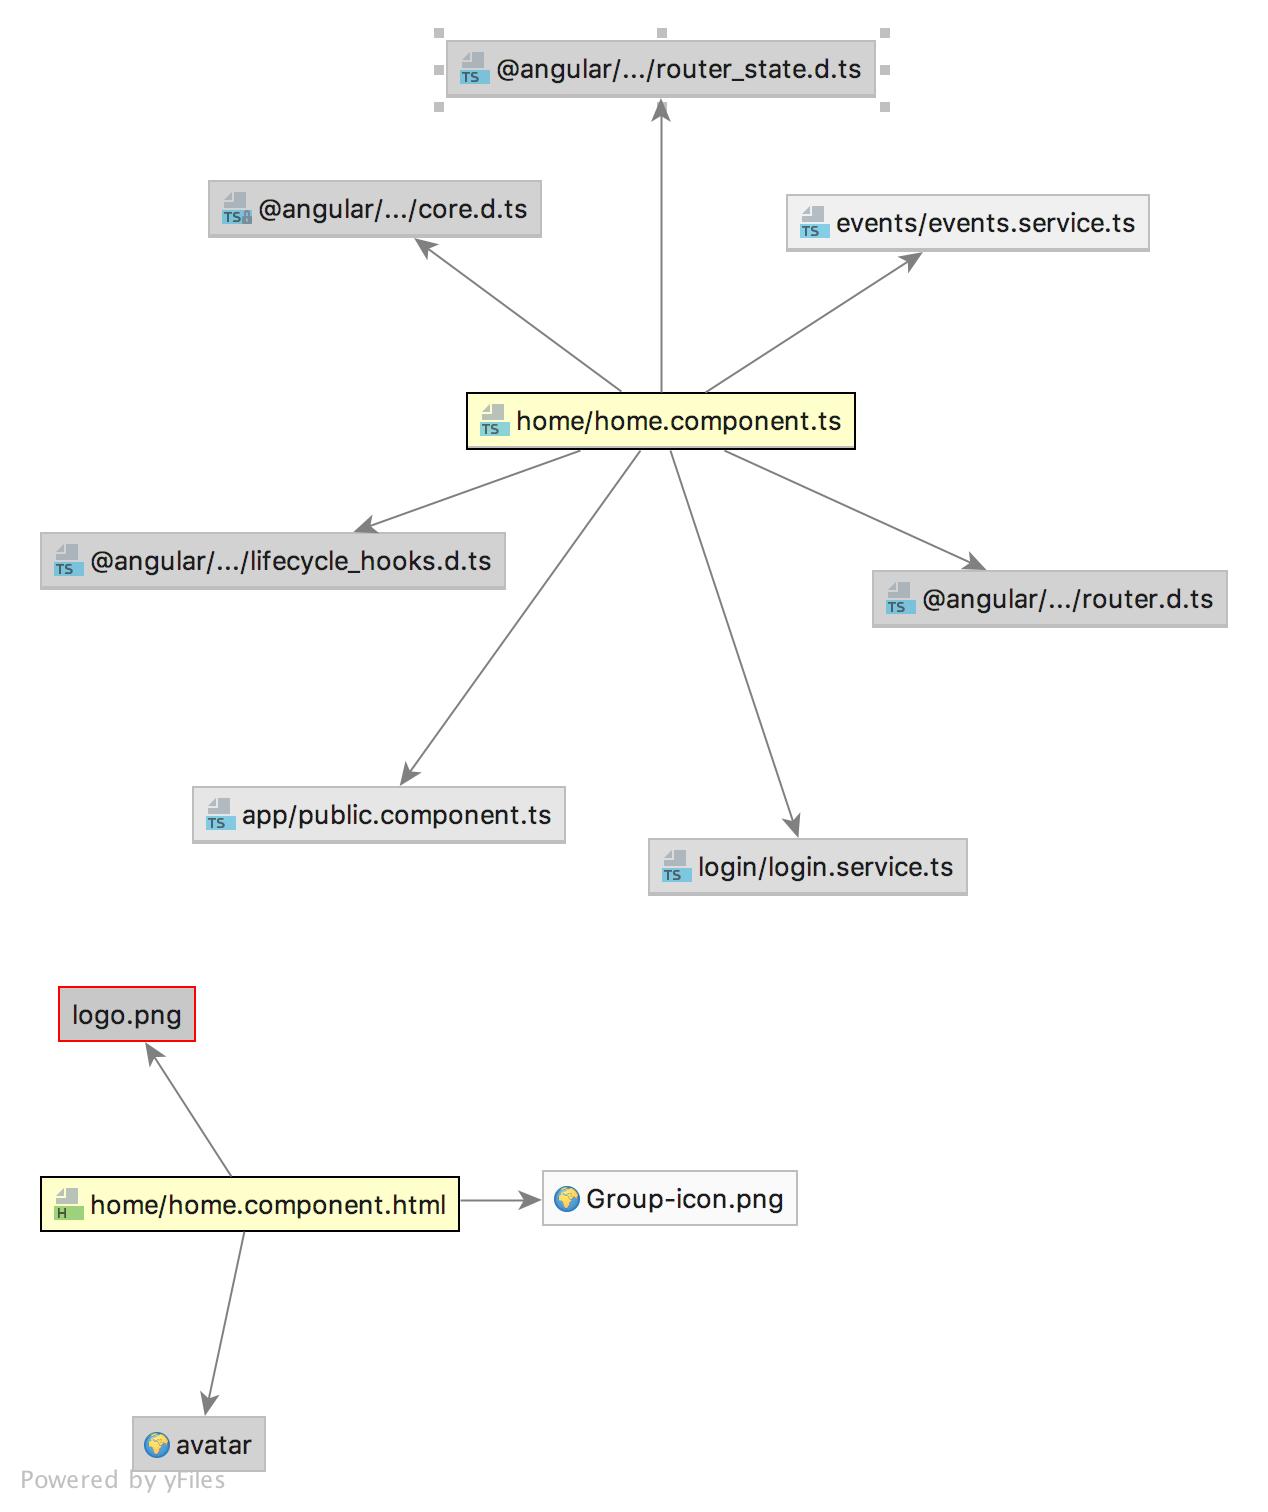 @angular/.../router_state.d.ts
@angular/.../core.d.ts
events/events.service.ts
home/home.component.ts
@angular/.../lifecycle_hooks.d.ts
@angular/.../router.d.ts
app/public.component.ts
login/login.service.ts
logo.png
home/home.component.html
Group-icon.png
avatar
Powered by yFiles
TS
TS
TS
TS
TS
TS
TS
TS
H